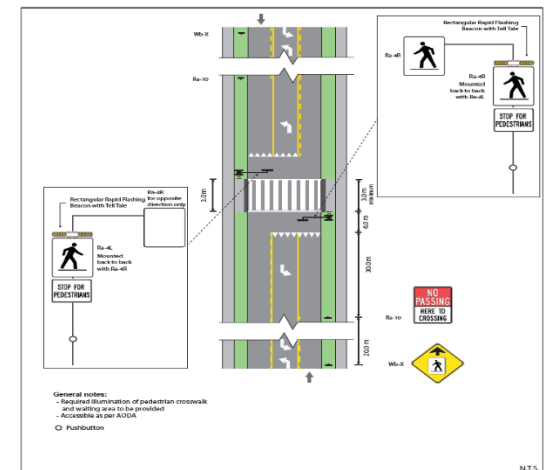 Wb-X
Ra-10
Rectangular Rapid Flashing
Beacon with Tell Tale
Ra-4R
Ra-4R
Mounted
back to back
with Ra-4L
STOP FOR
PEDESTRIANS
Ra-4R
for opposite
direction only
Rectangular Rapid Flashing
Beacon with Tell Tale
Ra-4L
Mounted
back to back
with Ra-4R
STOP FOR
PEDESTRIANS
3.0 m
3.0 m
minimum
6.0 m
30.0 m
20.0 m
Ra-10
NO
PASSING
HERE TO
CROSSING
Wb-X
General notes:
- Required illumination of pedestrian crosswalk
and waiting area to be provided
- Accessible as per AODA
Pushbutton
N.T.S.